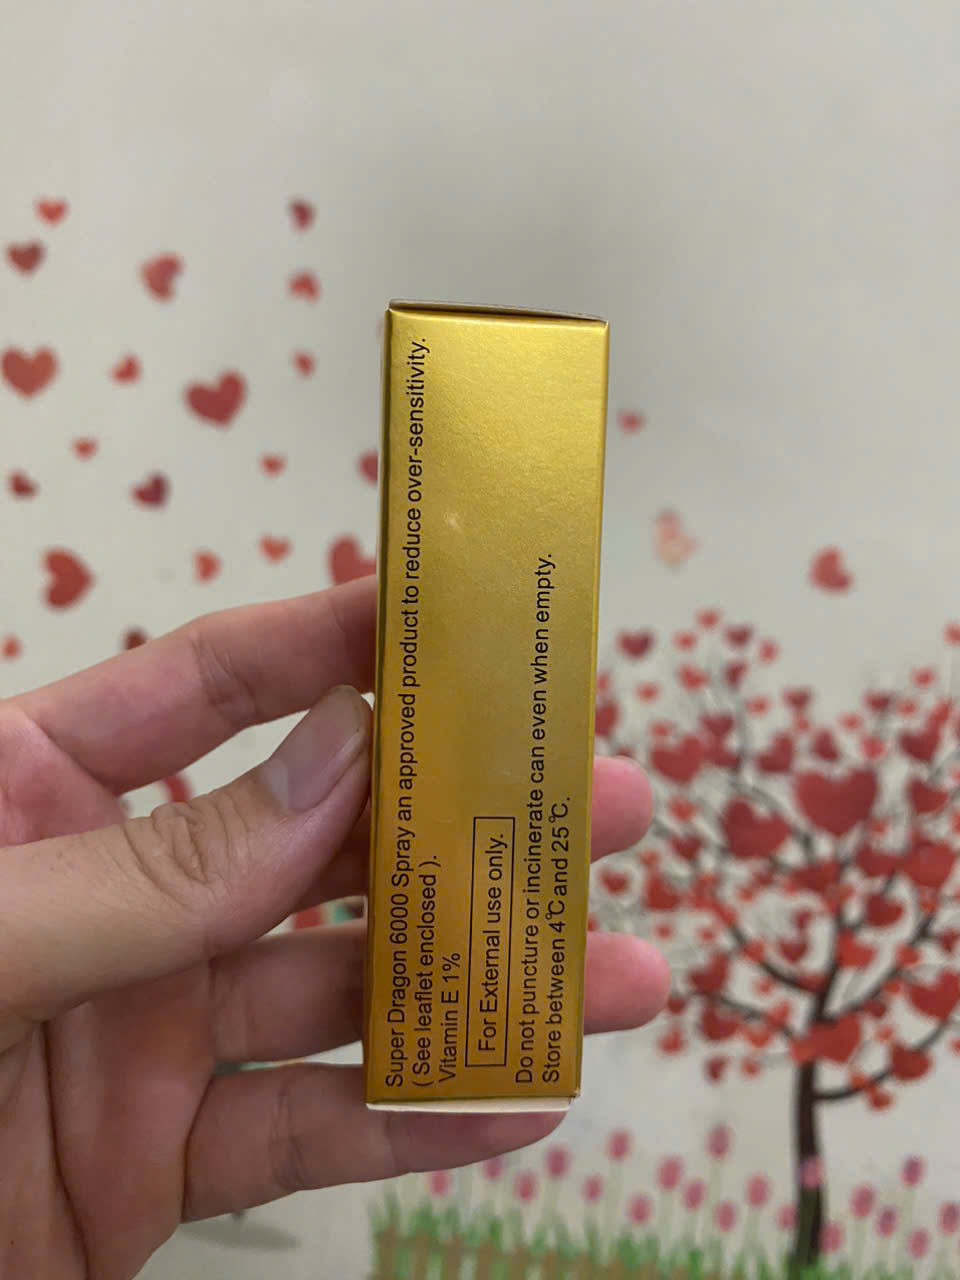 Super Dragon 6000 Spray an approved product to reduce over-sensitivity.
( See leaflet enclosed ).
Vitamin E 1%
For External use only.
Do not puncture or incinerate can even when empty.
Store between 4℃ and 25℃.